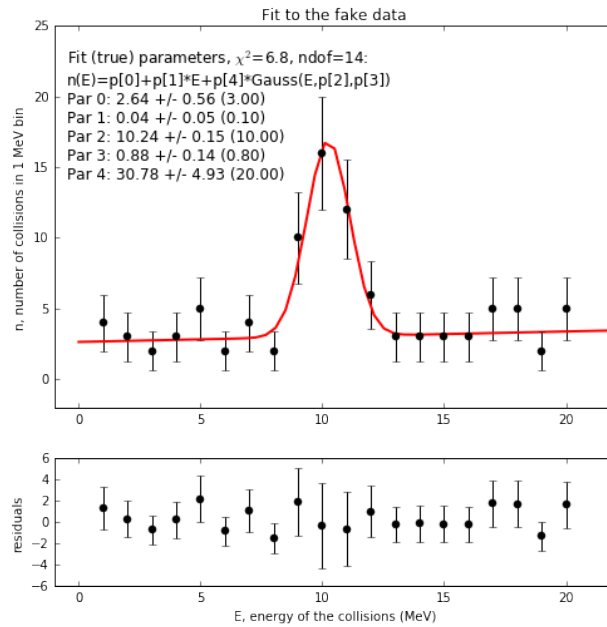 Fit to the fake data
25
Fit (true) parameters, χ²=6.8, ndof=14:
n(E)=p[0]+p[1]*E+p[4]*Gauss(E,p[2],p[3])
Par 0: 2.64 +/- 0.56 (3.00)
Par 1: 0.04 +/- 0.05 (0.10)
Par 2: 10.24 +/- 0.15 (10.00)
Par 3: 0.88 +/- 0.14 (0.80)
Par 4: 30.78 +/- 4.93 (20.00)
20
15
10
5
0
n, number of collisions in 1 MeV bin
0 5 10 15 20
6
4
2
0
−2
−4
−6
residuals
0 5 10 15 20
E, energy of the collisions (MeV)